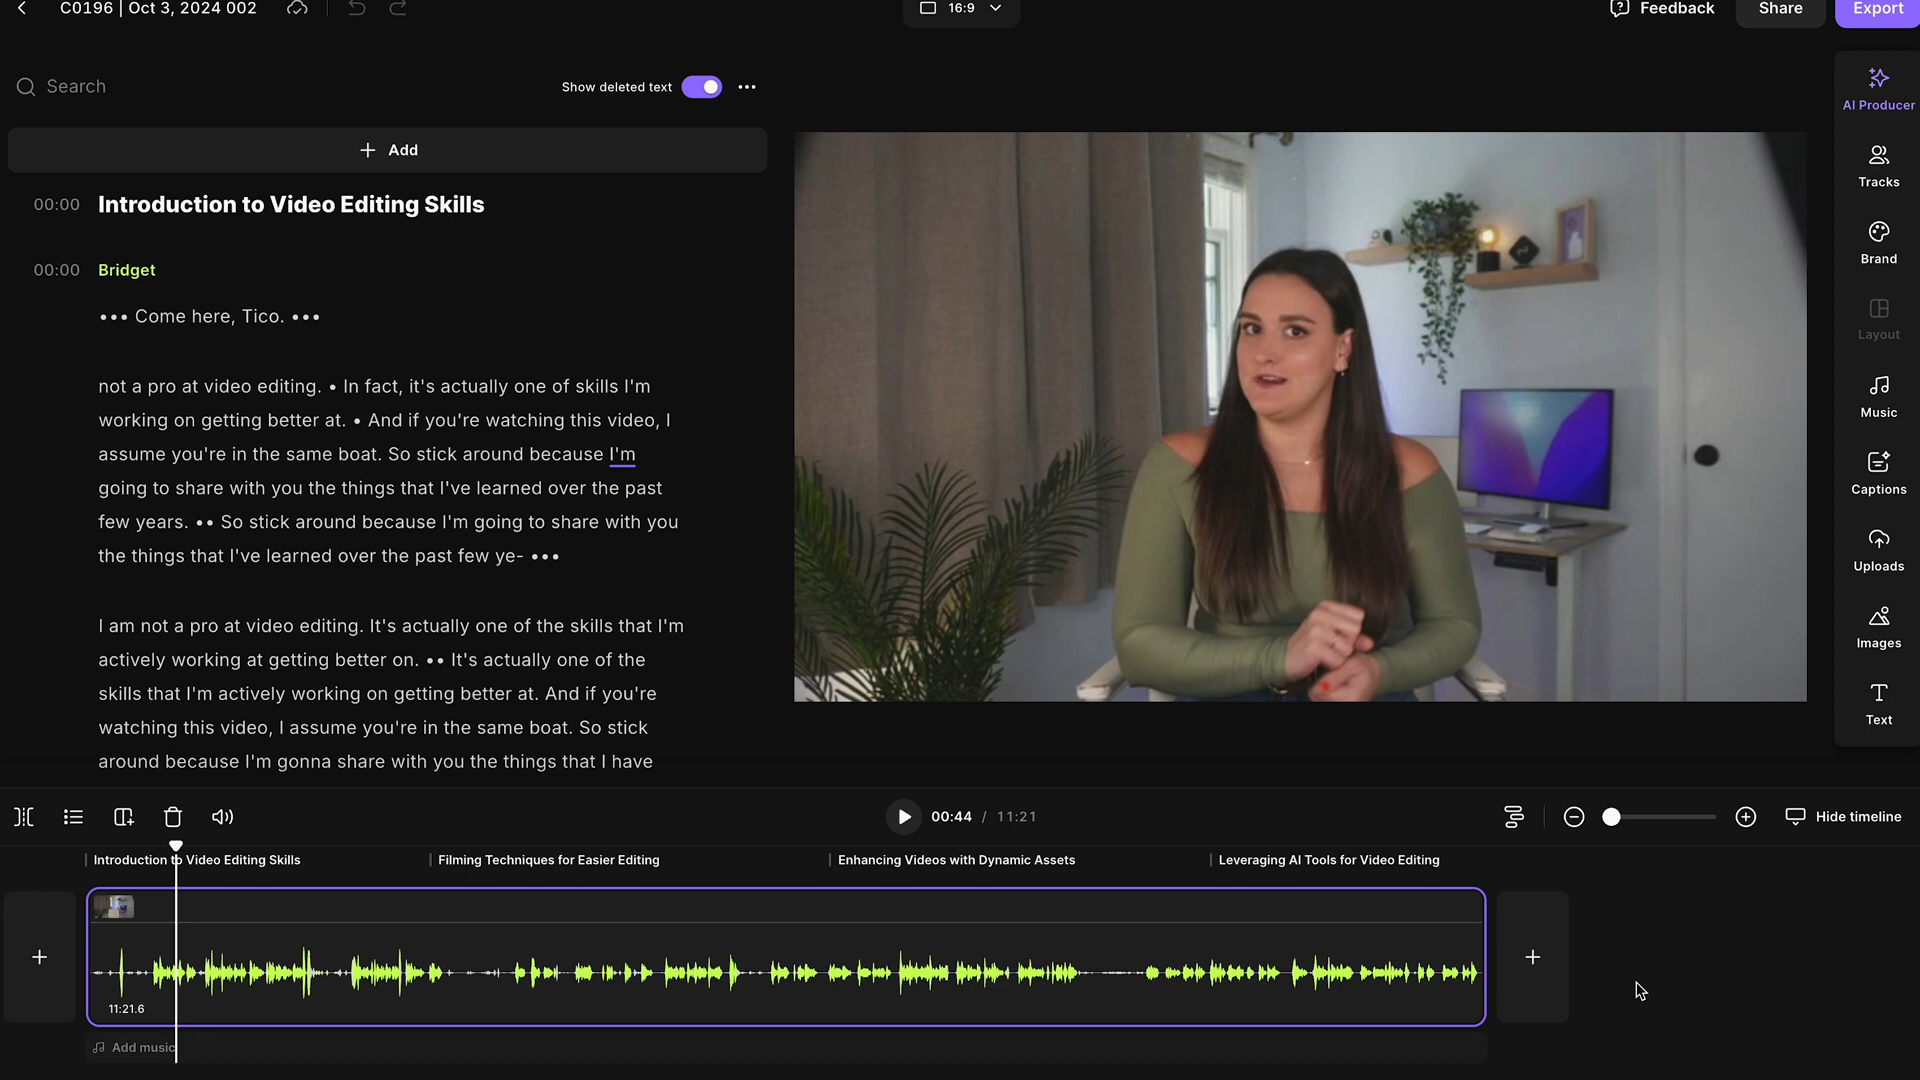 C0196 | Oct 3, 2024 002
16:9
Feedback
Share
Export
Search
Show deleted text
Add
00:00 Introduction to Video Editing Skills
00:00 Bridget
••• Come here, Tico. •••
not a pro at video editing. • In fact, it's actually one of skills I'm
working on getting better at. • And if you're watching this video, I
assume you're in the same boat. So stick around because I'm
going to share with you the things that I've learned over the past
few years. •• So stick around because I'm going to share with you
the things that I've learned over the past few ye- •••
I am not a pro at video editing. It's actually one of the skills that I'm
actively working at getting better on. •• It's actually one of the
skills that I'm actively working on getting better at. And if you're
watching this video, I assume you're in the same boat. So stick
around because I'm gonna share with you the things that I have
AI Producer
Tracks
Brand
Layout
Music
Captions
Uploads
Images
Text
00:44 / 11:21
Hide timeline
Introduction to Video Editing Skills
Filming Techniques for Easier Editing
Enhancing Videos with Dynamic Assets
Leveraging AI Tools for Video Editing
11:21.6
Add music